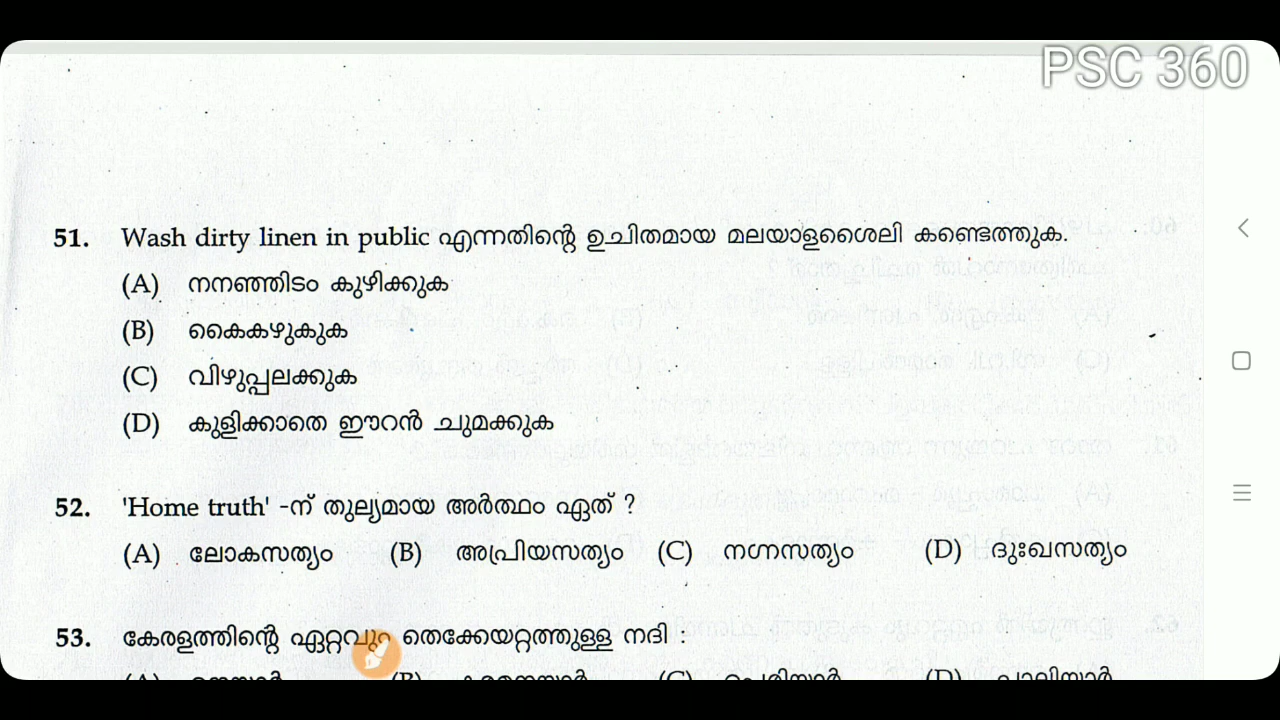 PSC 360
51. Wash dirty linen in public എന്നതിന്റെ ഉചിതമായ മലയാളശൈലി കണ്ടെത്തുക.
(A) നനഞ്ഞിടം കുഴിക്കുക
(B) കൈകഴുകുക
(C) വിഴുപ്പലക്കുക
(D) കുളിക്കാതെ ഈറൻ ചുമക്കുക
52. 'Home truth' -ന് തുല്യമായ അർത്ഥം ഏത് ?
(A) ലോകസത്യം (B) അപ്രിയസത്യം (C) നഗ്നസത്യം (D) ദുഃഖസത്യം
53. കേരളത്തിന്റെ ഏറ്റവും തെക്കേയറ്റത്തുള്ള നദി :
(A) (B) (C) (D)